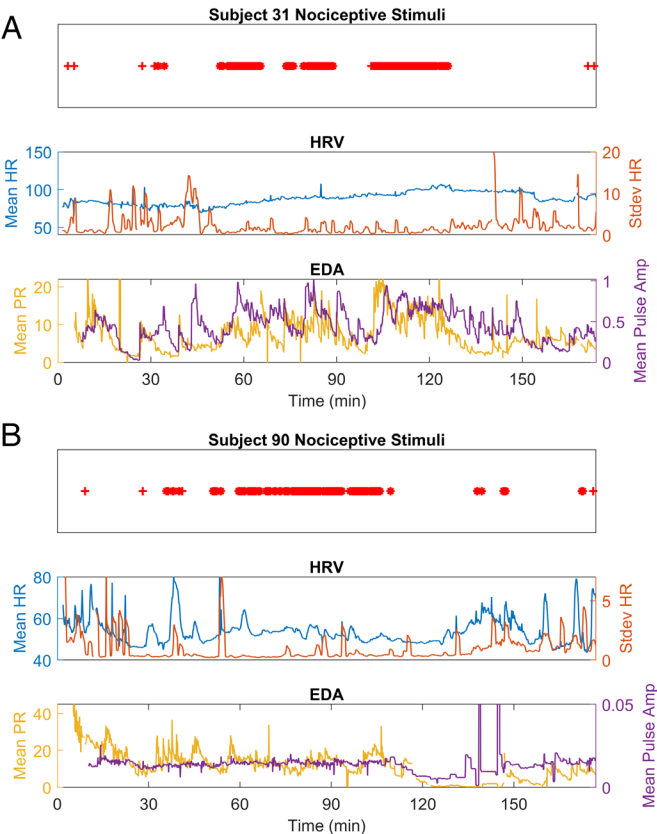 A
Subject 31 Nociceptive Stimuli
HRV
Mean HR
150
100
50
20
10
0
Stdev HR
EDA
Mean PR
20
10
0
1
0.5
0
Mean Pulse Amp
0 30 60 90 120 150
Time (min)
B
Subject 90 Nociceptive Stimuli
HRV
Mean HR
80
60
40
5
0
Stdev HR
EDA
Mean PR
40
20
0
0.05
0
Mean Pulse Amp
0 30 60 90 120 150
Time (min)